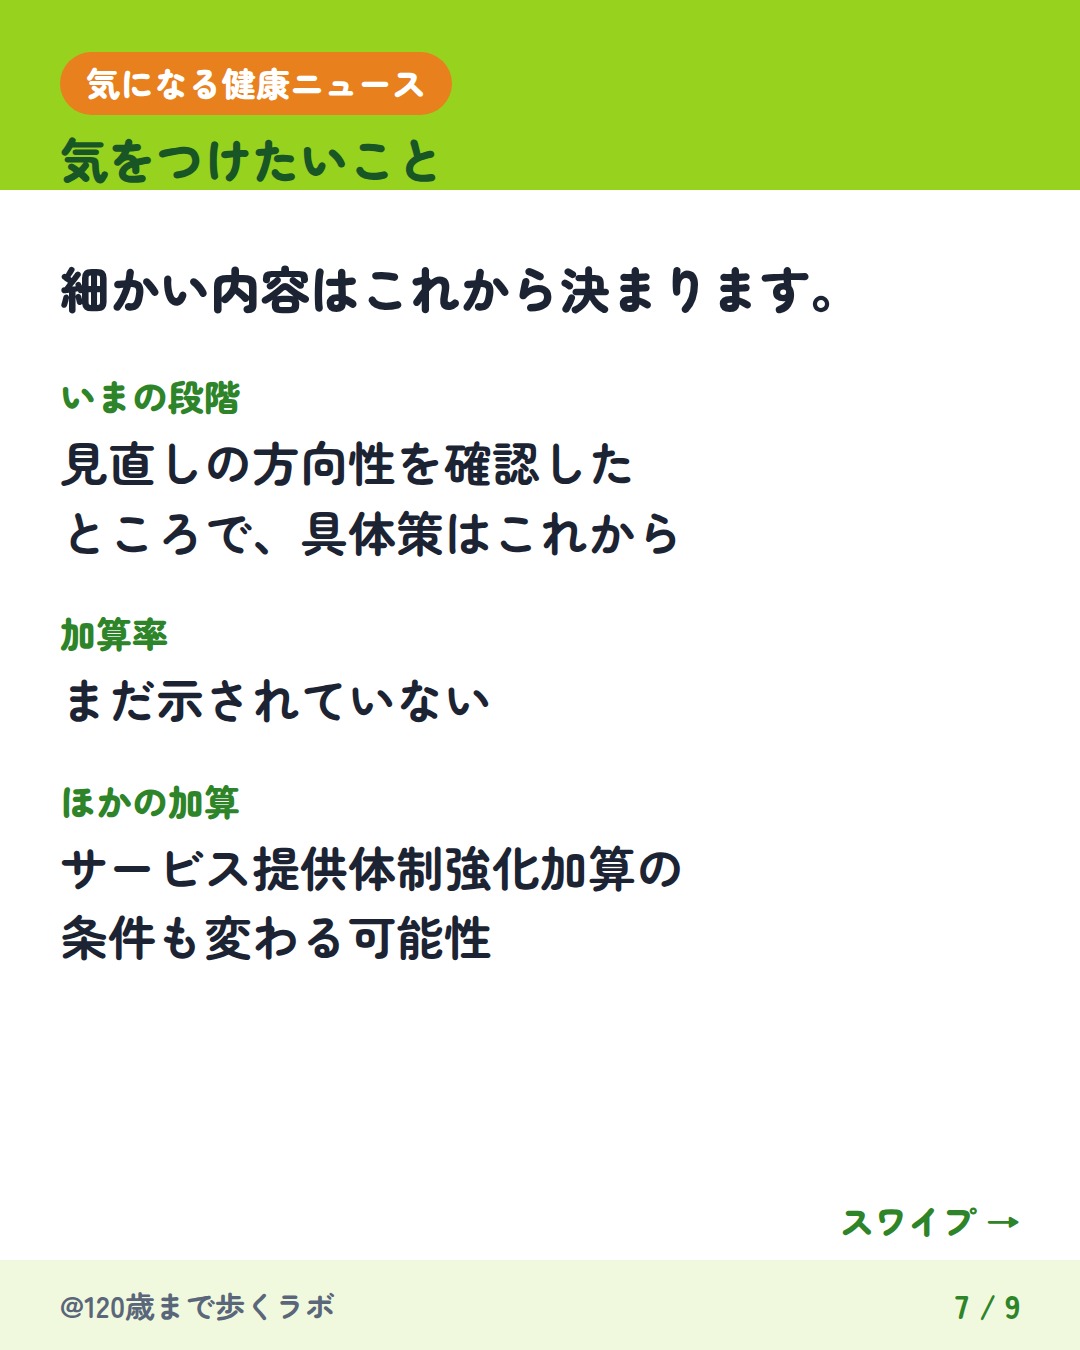 気になる健康ニュース
気をつけたいこと
細かい内容はこれから決まります。
いまの段階
見直しの方向性を確認した
ところで、具体策はこれから
加算率
まだ示されていない
ほかの加算
サービス提供体制強化加算の
条件も変わる可能性
スワイプ →
@120歳まで歩くラボ
7 / 9